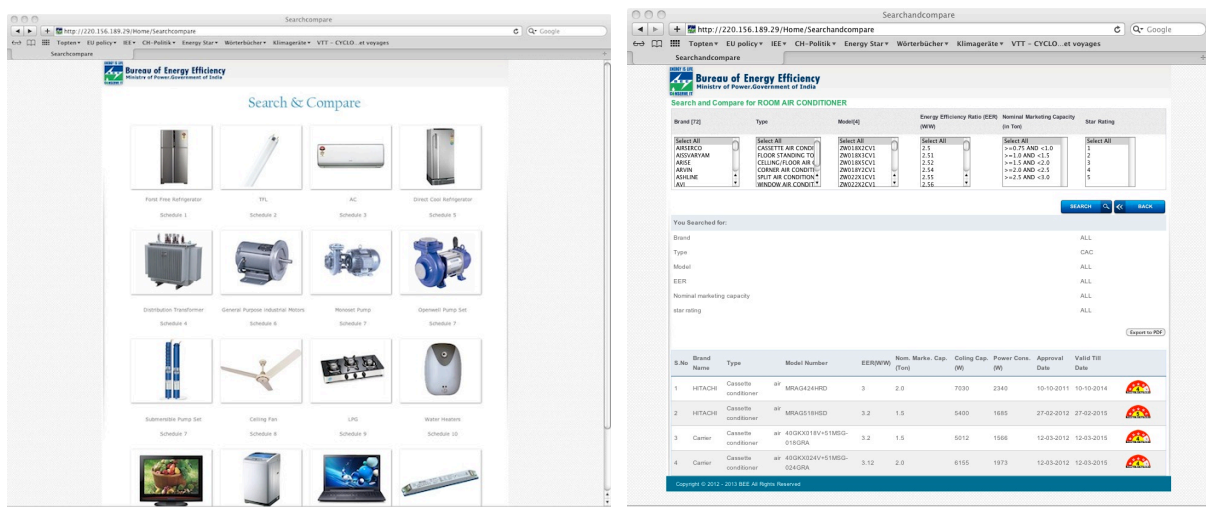 Searchcompare
http://220.156.189.29/Home/Searchcompare
Google
Topten EU policy IEE CH-Politik Energy Star Wörterbücher Klimageräte VTT - CYCLO...et voyages
Searchcompare
Bureau of Energy Efficiency
Ministry of Power.Government of India
Search & Compare
TFL AC Direct Cool Refrigerator
Schedule 1 Schedule 2 Schedule 3 Schedule 5
Distribution Transformer General Purpose Industrial Motors Monoset Pump Openwell Pump Set
Schedule 4 Schedule 6 Schedule 7 Schedule 7
Submersible Pump Set Ceiling Fan LPG Water Heaters
Schedule 7 Schedule 8 Schedule 9 Schedule 10
Searchandcompare
http://220.156.189.29/Home/Searchandcompare
Google
Topten EU policy IEE CH-Politik Energy Star Wörterbücher Klimageräte VTT - CYCLO...et voyages
Searchandcompare
Bureau of Energy Efficiency
Ministry of Power.Government of India
Search and Compare for ROOM AIR CONDITIONER
Brand [72] Type Model[4] Energy Efficiency Ratio (EER) (W/W) Nominal Marketing Capacity (in Ton) Star Rating
Select All Select All Select All Select All Select All Select All
AIRSERCO CASSETTE AIR CONDI ZW018X2CV1 2.5 >=0.75 AND <1.0 1
AISSVARYAM FLOOR STANDING TO ZW018X3CV1 2.51 >=1.0 AND <1.5 2
ARISE CELLING/FLOOR AIR ZW018X5CV1 2.52 >=1.5 AND <2.0 3
ARVIN CORNER AIR CONDITI ZW018Y2CV1 2.54 >=2.0 AND <2.5 4
ASHLINE SPLIT AIR CONDITION ZW022X1CV1 2.55 >=2.5 AND <3.0 5
AVI WINDOW AIR CONDIT ZW022X2CV1 2.56
SEARCH BACK
You Searched for:
Brand ALL
Type CAC
Model ALL
EER ALL
Nominal marketing capacity ALL
star rating ALL
Export to PDF
S.No Brand Name Type Model Number EER(W/W) Nom. Marke. Cap. (Ton) Coling Cap. (W) Power Cons. (W) Approval Date Valid Till Date
1 HITACHI Cassette air conditioner MRAG424HRD 3 2.0 7030 2340 10-10-2011 10-10-2014
2 HITACHI Cassette air conditioner MRAG518HSD 3.2 1.5 5400 1685 27-02-2012 27-02-2015
3 Carrier Cassette air conditioner 40GKX018V+51MSG-018GRA 3.2 1.5 5012 1566 12-03-2012 12-03-2015
4 Carrier Cassette air conditioner 40GKX024V+51MSG-024GRA 3.12 2.0 6155 1973 12-03-2012 12-03-2015
Copyright © 2012 - 2013 BEE All Rights Reserved